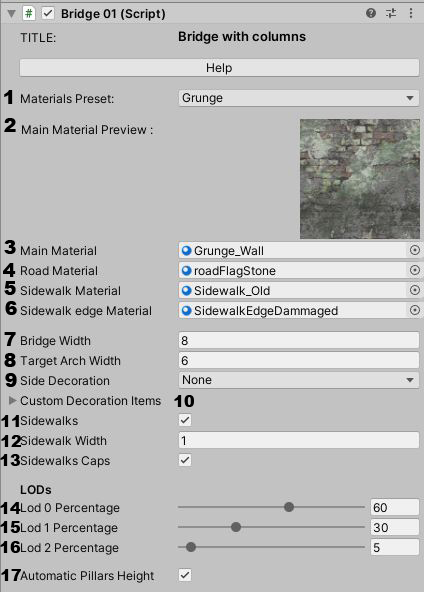 Bridge 01 (Script)
TITLE: Bridge with columns
Help
1 Materials Preset: Grunge
2 Main Material Preview :
3 Main Material Grunge_Wall
4 Road Material roadFlagStone
5 Sidewalk Material Sidewalk_Old
6 Sidewalk edge Material SidewalkEdgeDammaged
7 Bridge Width 8
8 Target Arch Width 6
9 Side Decoration None
Custom Decoration Items 10
11 Sidewalks
12 Sidewalk Width 1
13 Sidewalks Caps
LODs
14 Lod 0 Percentage 60
15 Lod 1 Percentage 30
16 Lod 2 Percentage 5
17 Automatic Pillars Height